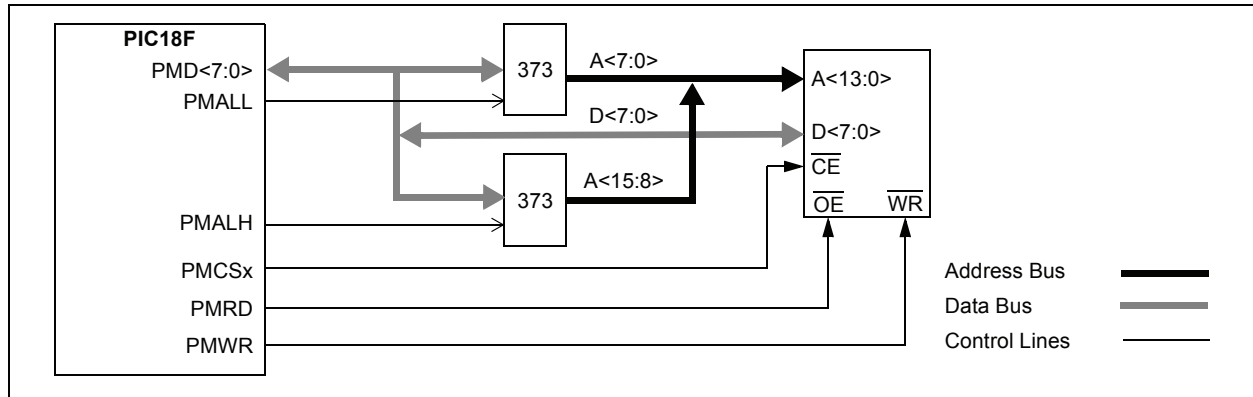 PIC18F
PMD<7:0>
PMALL
PMALH
PMCSx
PMRD
PMWR
373
A<7:0>
D<7:0>
373
A<15:8>
A<13:0>
D<7:0>
CE
OE WR
Address Bus
Data Bus
Control Lines